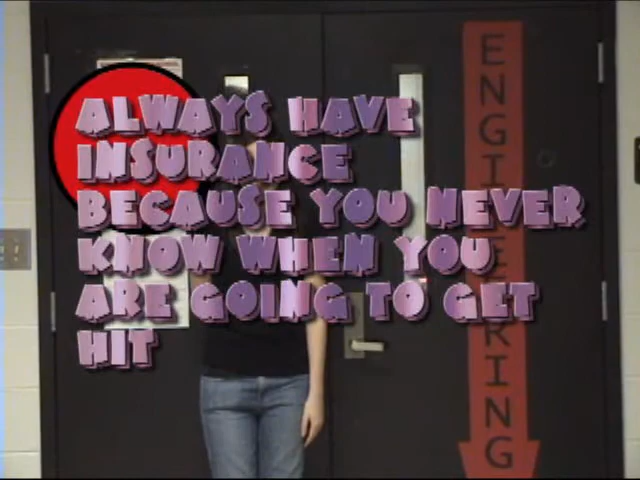 ALWAYS HAVE
INSURANCE
BECAUSE YOU NEVER
KNOW WHEN YOU
ARE GOING TO GET
HIT
ENGINEERING